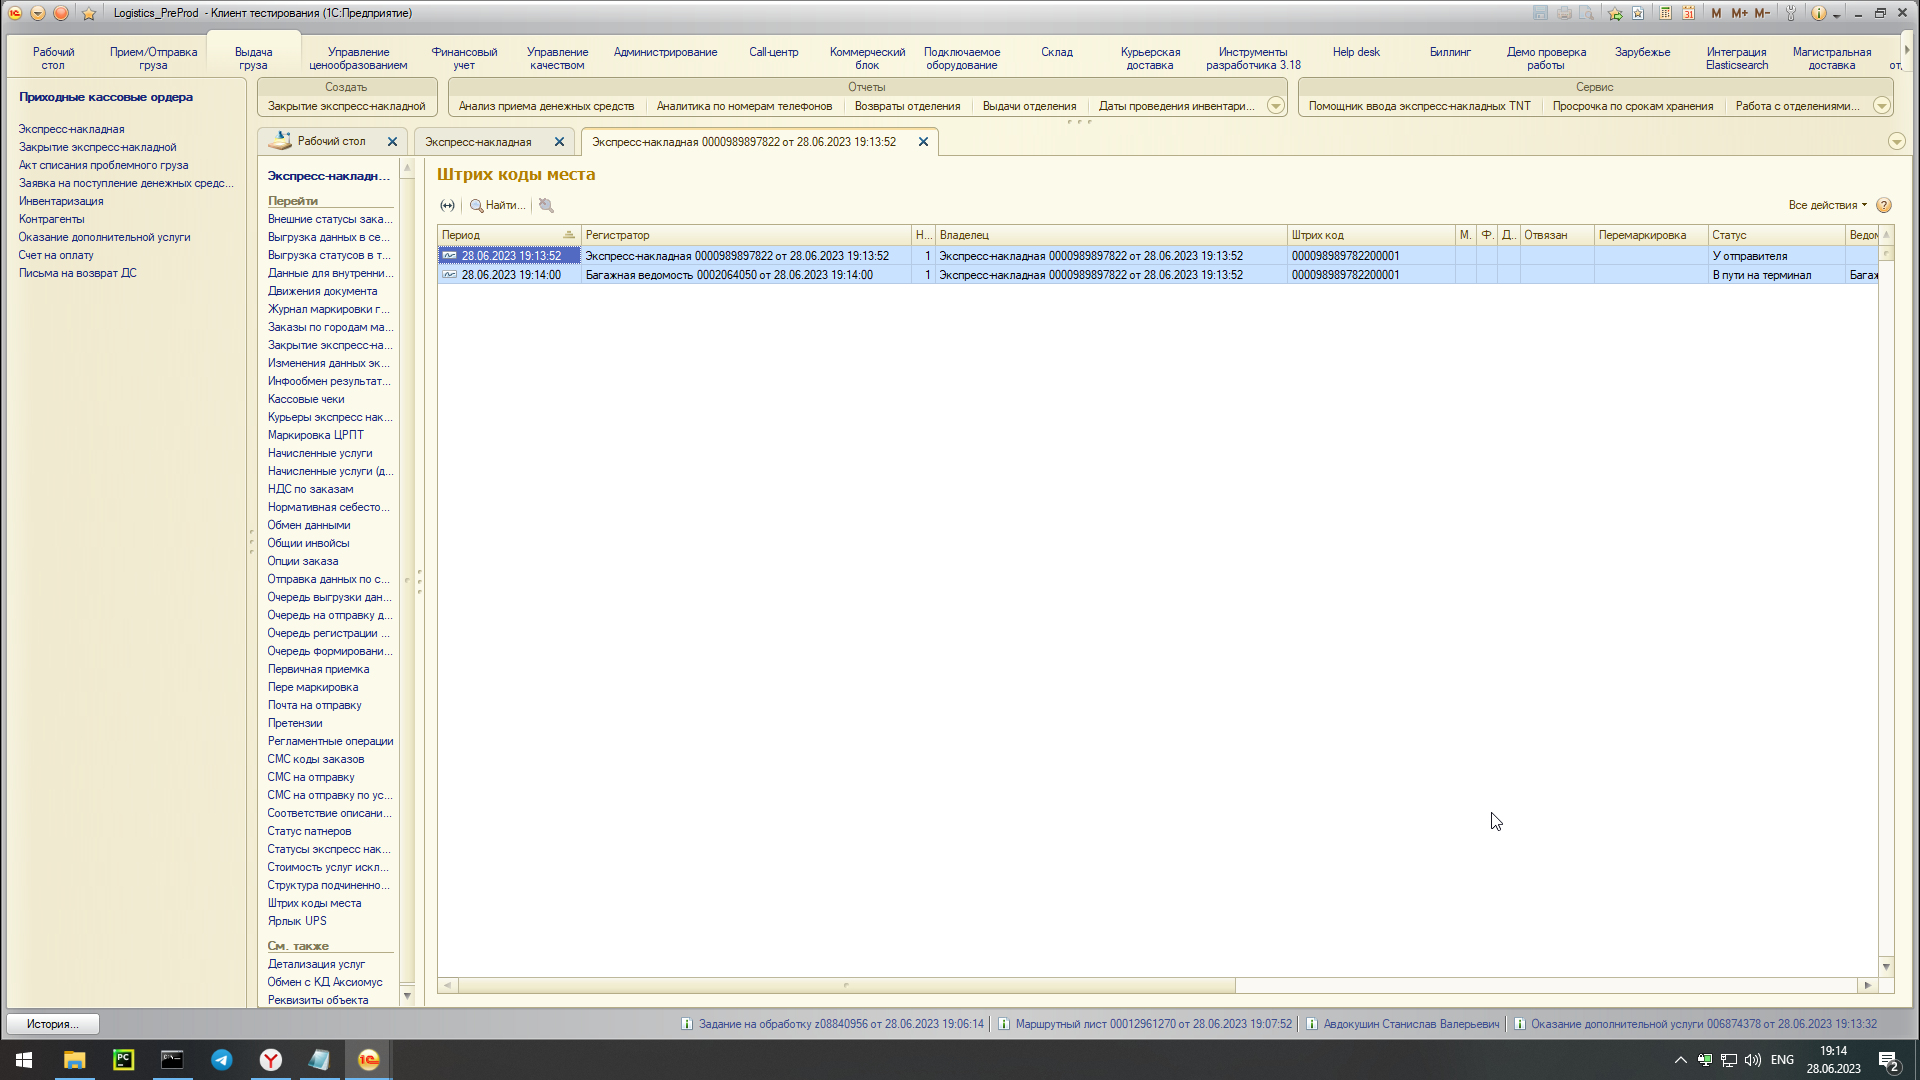 Logistics_PreProd - Клиент тестирования (1С:Предприятие)
M M+ M-
Рабочий стол
Прием/Отправка груза
Выдача груза
Управление ценообразованием
Финансовый учет
Управление качеством
Администрирование
Call-центр
Коммерческий блок
Подключаемое оборудование
Склад
Курьерская доставка
Инструменты разработчика 3.18
Help desk
Биллинг
Демо проверка работы
Зарубежье
Интеграция Elasticsearch
Магистральная доставка
от
Приходные кассовые ордера
Экспресс-накладная
Закрытие экспресс-накладной
Акт списания проблемного груза
Заявка на поступление денежных средс...
Инвентаризация
Контрагенты
Оказание дополнительной услуги
Счет на оплату
Письма на возврат ДС
Создать
Закрытие экспресс-накладной
Отчеты
Анализ приема денежных средств
Аналитика по номерам телефонов
Возвраты отделения
Выдачи отделения
Даты проведения инвентари...
Сервис
Помощник ввода экспресс-накладных TNT
Просрочка по срокам хранения
Работа с отделениями...
Рабочий стол
Экспресс-накладная
Экспресс-накладная 0000989897822 от 28.06.2023 19:13:52
Экспресс-накладн...
Перейти
Внешние статусы зака...
Выгрузка данных в се...
Выгрузка статусов в т...
Данные для внутренни...
Движения документа
Журнал маркировки г...
Заказы по городам ма...
Закрытие экспресс-на...
Изменения данных эк...
Инфообмен результат...
Кассовые чеки
Курьеры экспресс нак...
Маркировка ЦРПТ
Начисленные услуги
Начисленные услуги (д...
НДС по заказам
Нормативная себесто...
Обмен данными
Общии инвойсы
Опции заказа
Отправка данных по с...
Очередь выгрузки дан...
Очередь на отправку д...
Очередь регистрации ...
Очередь формировани...
Первичная приемка
Пере маркировка
Почта на отправку
Претензии
Регламентные операции
СМС коды заказов
СМС на отправку
СМС на отправку по ус...
Соответствие описани...
Статус патнеров
Статусы экспресс нак...
Стоимость услуг искл...
Структура подчиненно...
Штрих коды места
Ярлык UPS
См. также
Детализация услуг
Обмен с КД Аксиомус
Реквизиты объекта
Штрих коды места
Найти...
Все действия
Период Регистратор Н... Владелец Штрих код М. Ф. Д.. Отвязан Перемаркировка Статус Ведом
28.06.2023 19:13:52 Экспресс-накладная 0000989897822 от 28.06.2023 19:13:52 1 Экспресс-накладная 0000989897822 от 28.06.2023 19:13:52 000098989782200001 У отправителя
28.06.2023 19:14:00 Багажная ведомость 0002064050 от 28.06.2023 19:14:00 1 Экспресс-накладная 0000989897822 от 28.06.2023 19:13:52 000098989782200001 В пути на терминал Багаж
История...
Задание на обработку z08840956 от 28.06.2023 19:06:14
Маршрутный лист 00012961270 от 28.06.2023 19:07:52
Авдокушин Станислав Валерьевич
Оказание дополнительной услуги 006874378 от 28.06.2023 19:13:32
ENG
19:14
28.06.2023
2